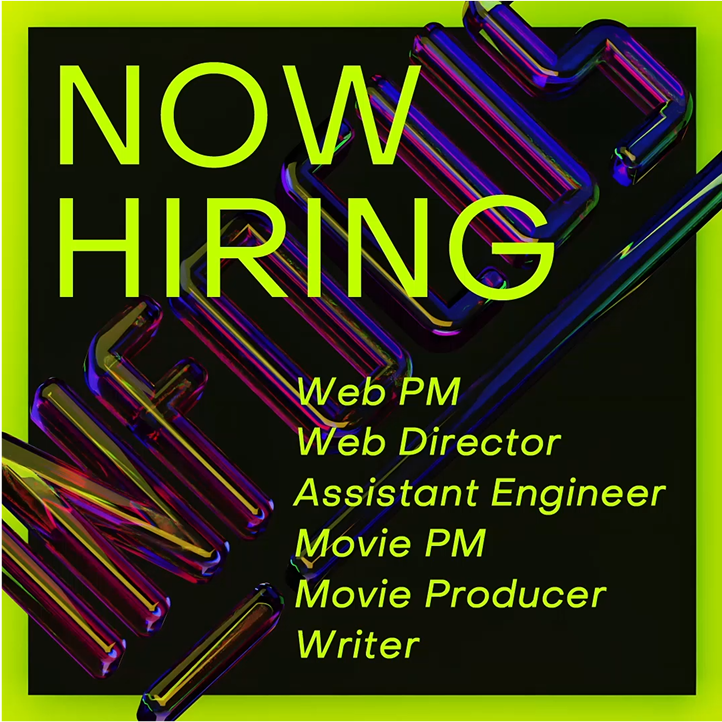 NOW
HIRING
Web PM
Web Director
Assistant Engineer
Movie PM
Movie Producer
Writer